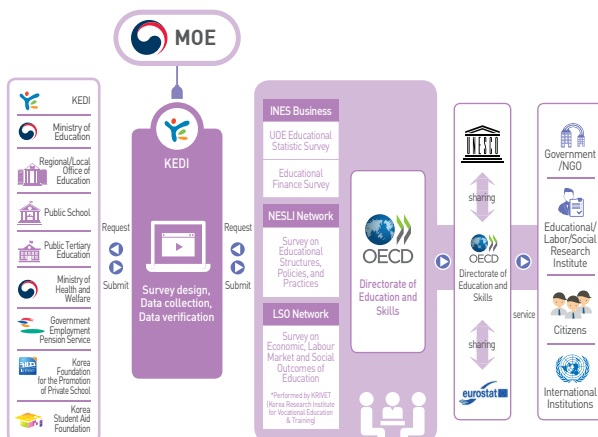 MOE
KEDI
Ministry of
Education
Regional/Local
Office of
Education
Public School
Public Tertiary
Education
Ministry of
Health and
Welfare
Government
Employment
Pension Service
Korea
Foundation
for the Promotion
of Private School
Korea
Student Aid
Foundation
Request
Submit
KEDI
Survey design,
Data collection,
Data verification
Request
Submit
INES Business
UOE Educational
Statistic Survey
Educational
Finance Survey
NESLI Network
Survey on
Educational
Structures,
Policies, and
Practices
LSO Network
Survey on
Economic, Labour
Market and Social
Outcomes of
Education
*Performed by KRIVET
(Korea Research Institute
for Vocational Education
& Training)
OECD
Directorate of
Education and
Skills
UNESCO
sharing
OECD
Directorate of
Education and
Skills
sharing
eurostat
service
Government
/NGO
Educational/
Labor/Social
Research
Institute
Citizens
International
Institutions